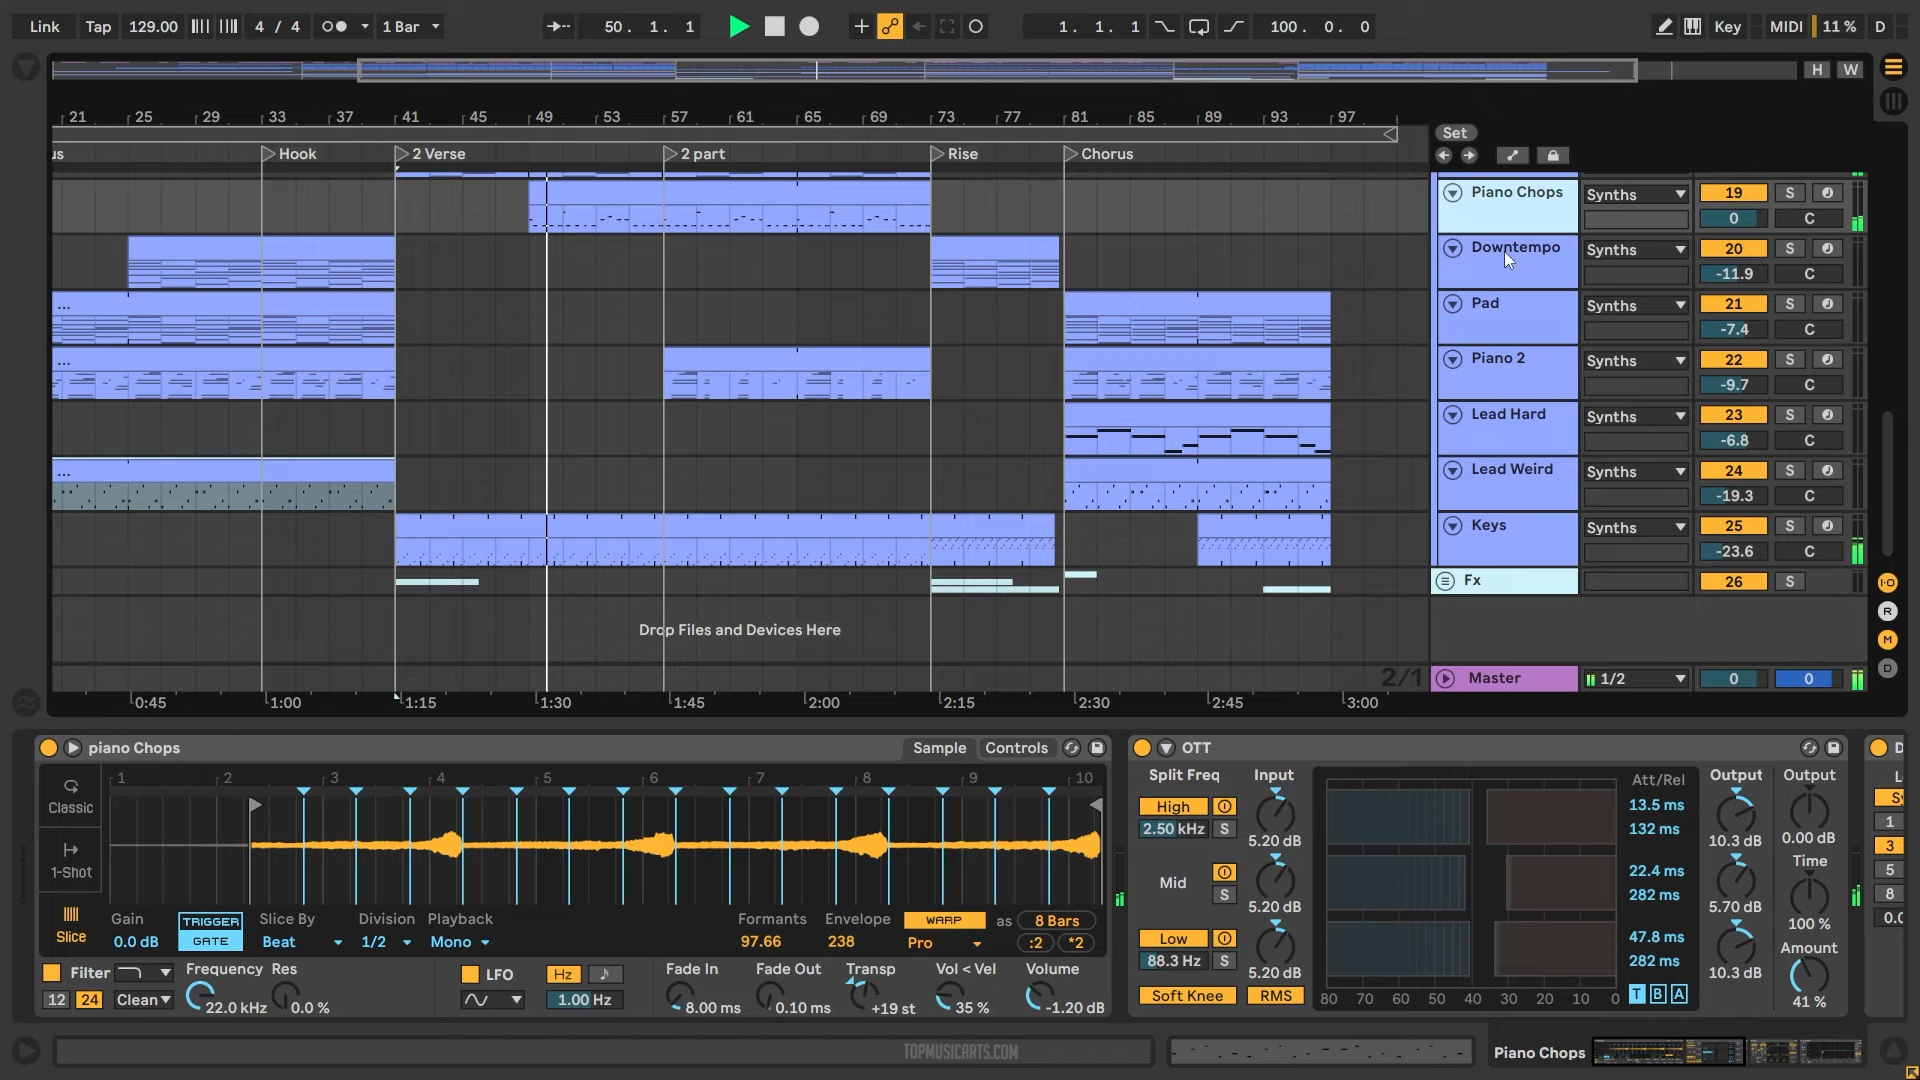 Link Tap 129.00 4 / 4 1 Bar 50. 1. 1 1. 1. 1 100. 0. 0 Key MIDI 11 % D
H W
21 25 29 33 37 41 45 49 53 57 61 65 69 73 77 81 85 89 93 97
Set
us Hook 2 Verse 2 part Rise Chorus
Piano Chops Synths 19 S
0 C
Downtempo Synths 20 S
-11.9 C
Pad Synths 21 S
-7.4 C
Piano 2 Synths 22 S
-9.7 C
Lead Hard Synths 23 S
-6.8 C
Lead Weird Synths 24 S
-19.3 C
Keys Synths 25 S
-23.6 C
Fx 26 S
I·O
R
M
D
Drop Files and Devices Here
2/1 Master 1/2 0 0
0:45 1:00 1:15 1:30 1:45 2:00 2:15 2:30 2:45 3:00
piano Chops Sample Controls
1 2 3 4 5 6 7 8 9 10
Classic
1-Shot
Slice
Gain TRIGGER Slice By Division Playback Formants Envelope WARP as 8 Bars
0.0 dB GATE Beat 1/2 Mono 97.66 238 Pro :2 *2
Filter Frequency Res LFO Hz Fade In Fade Out Transp Vol < Vel Volume
12 24 Clean 22.0 kHz 0.0 % 1.00 Hz 8.00 ms 0.10 ms +19 st 35 % -1.20 dB
OTT
Split Freq Input Att/Rel Output Output
High 13.5 ms
2.50 kHz S 5.20 dB 132 ms 10.3 dB 0.00 dB
Time
Mid 22.4 ms
S 5.20 dB 282 ms 5.70 dB 100 %
Low 47.8 ms Amount
88.3 Hz S 5.20 dB 282 ms 10.3 dB
Soft Knee RMS 80 70 60 50 40 30 20 10 0 T B A 41 %
1
3
5
8
TOPMUSICARTS.COM
Piano Chops